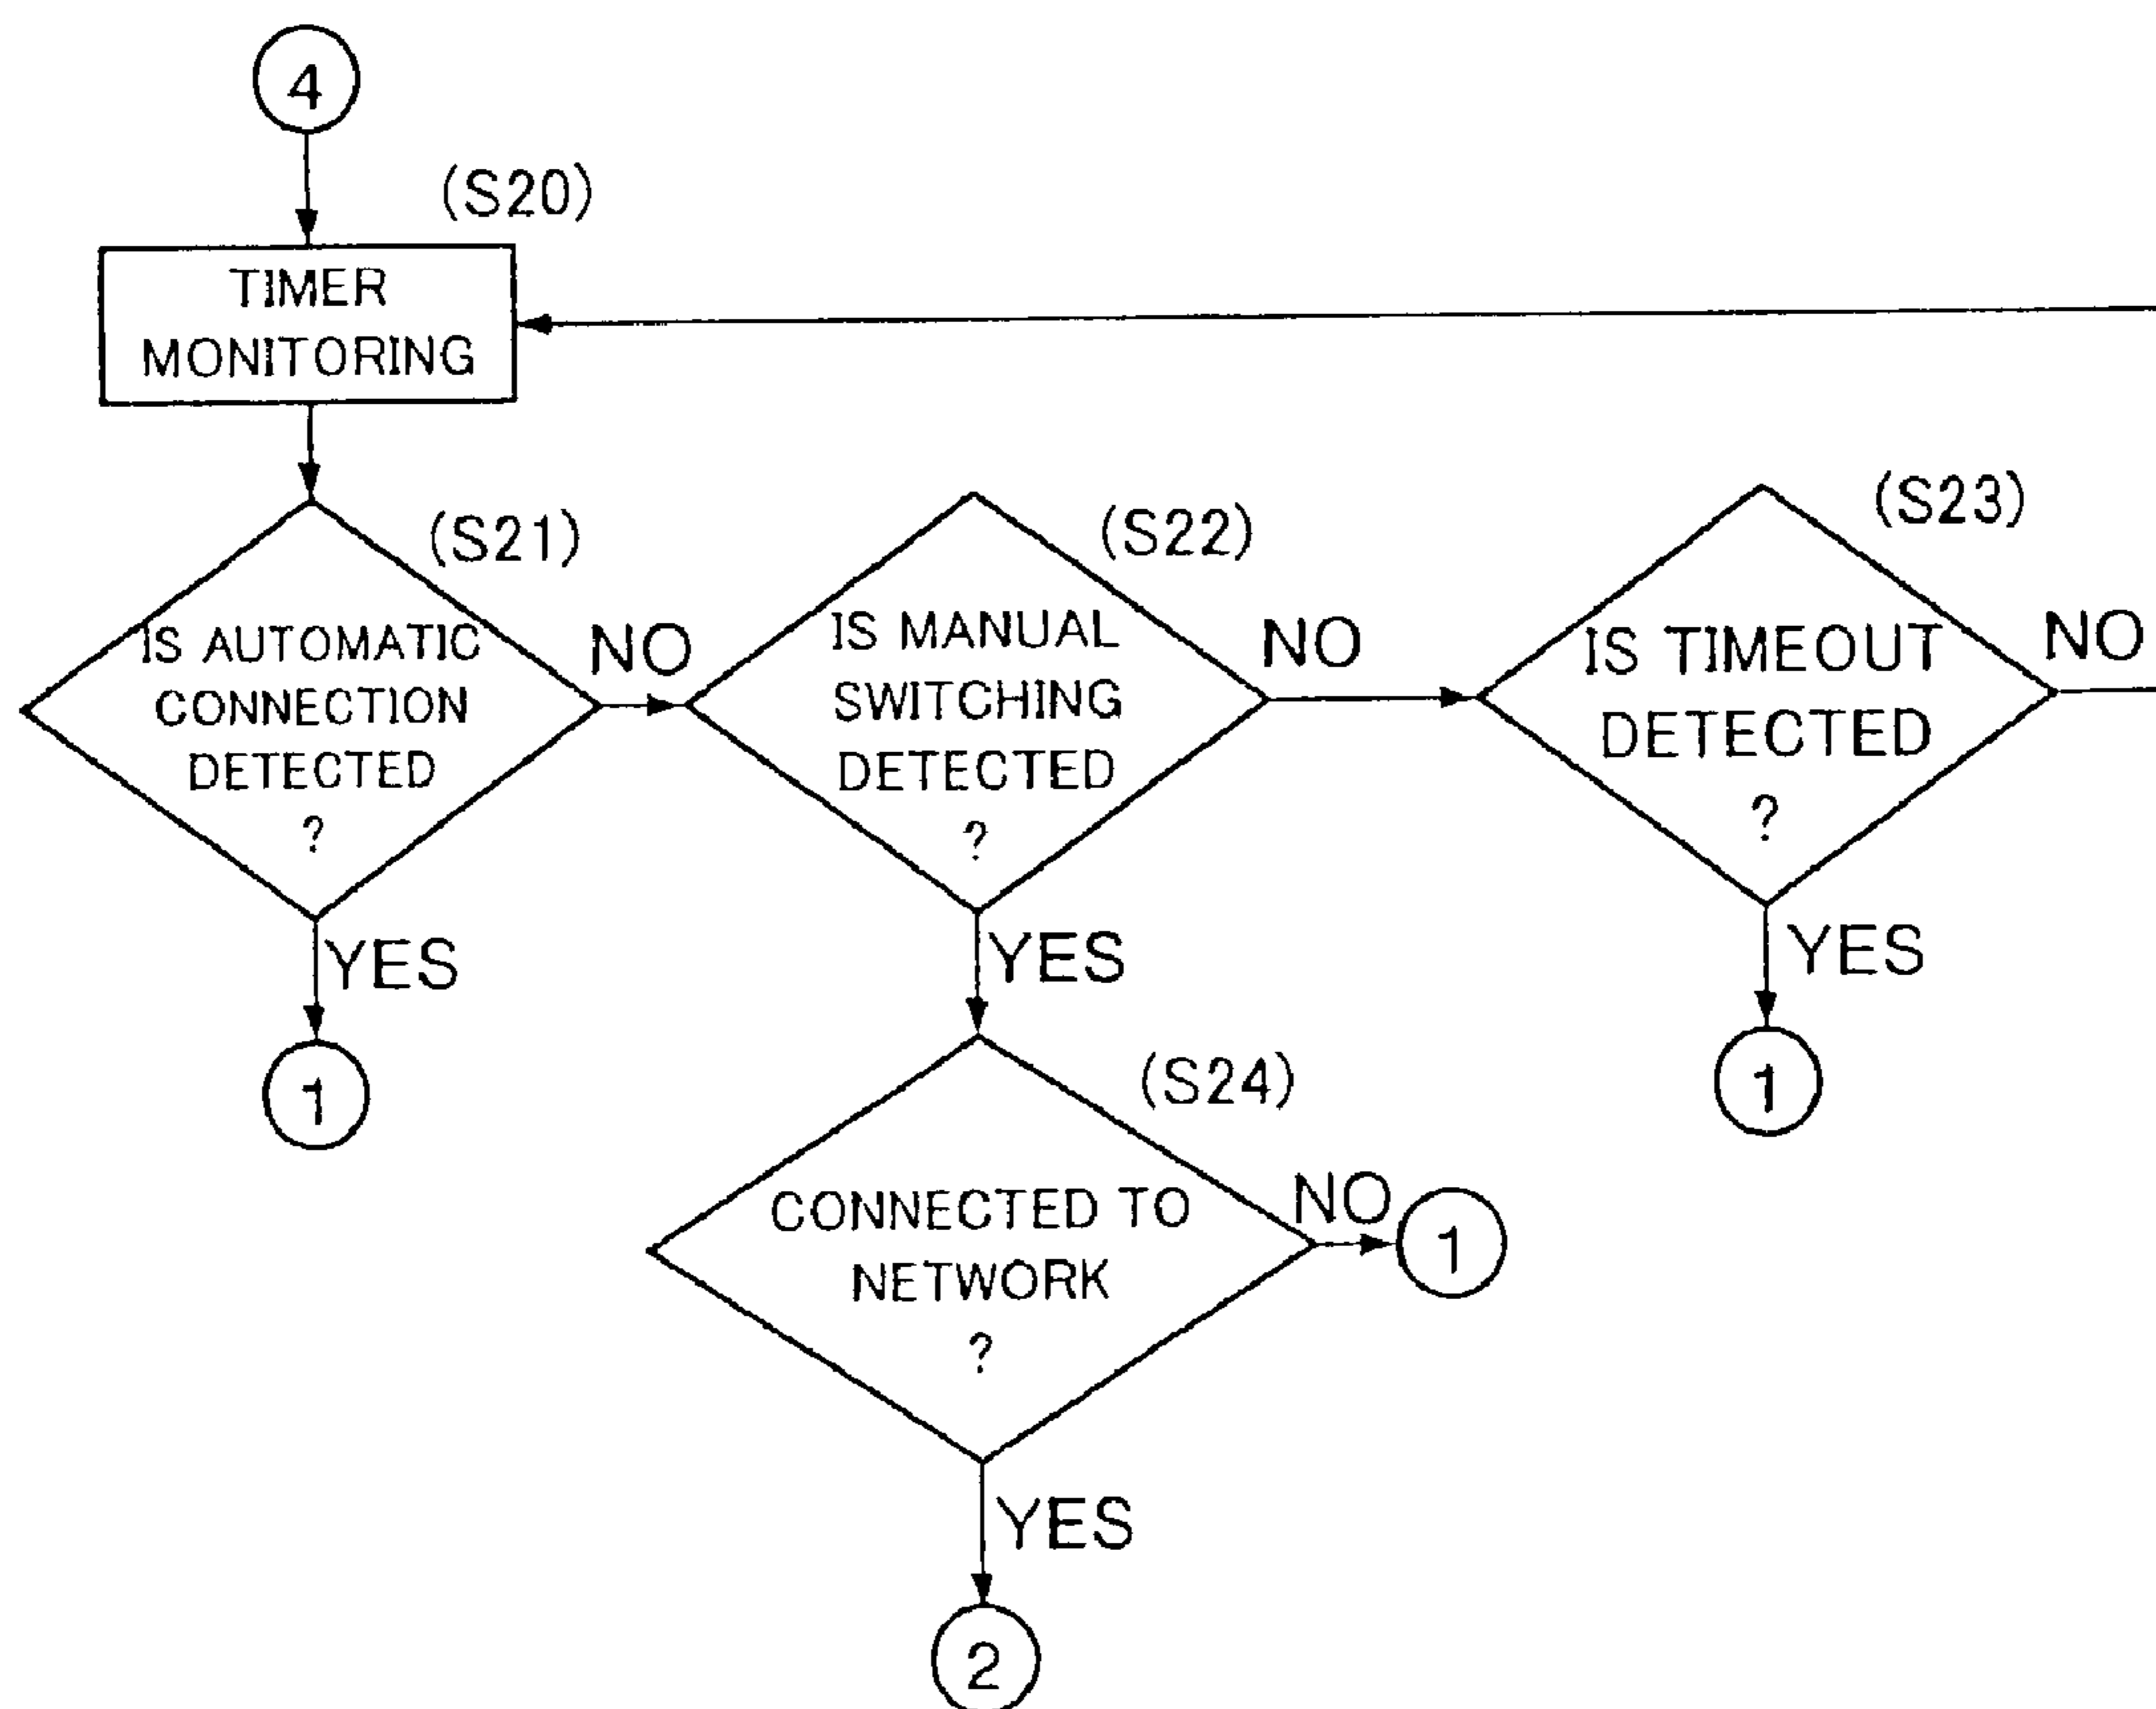 4
(S20)
TIMER
MONITORING
(S21)
IS AUTOMATIC
CONNECTION
DETECTED
?
NO
YES
1
(S22)
IS MANUAL
SWITCHING
DETECTED
?
NO
YES
(S23)
IS TIMEOUT
DETECTED
?
NO
YES
1
(S24)
CONNECTED TO
NETWORK
?
NO
1
YES
2